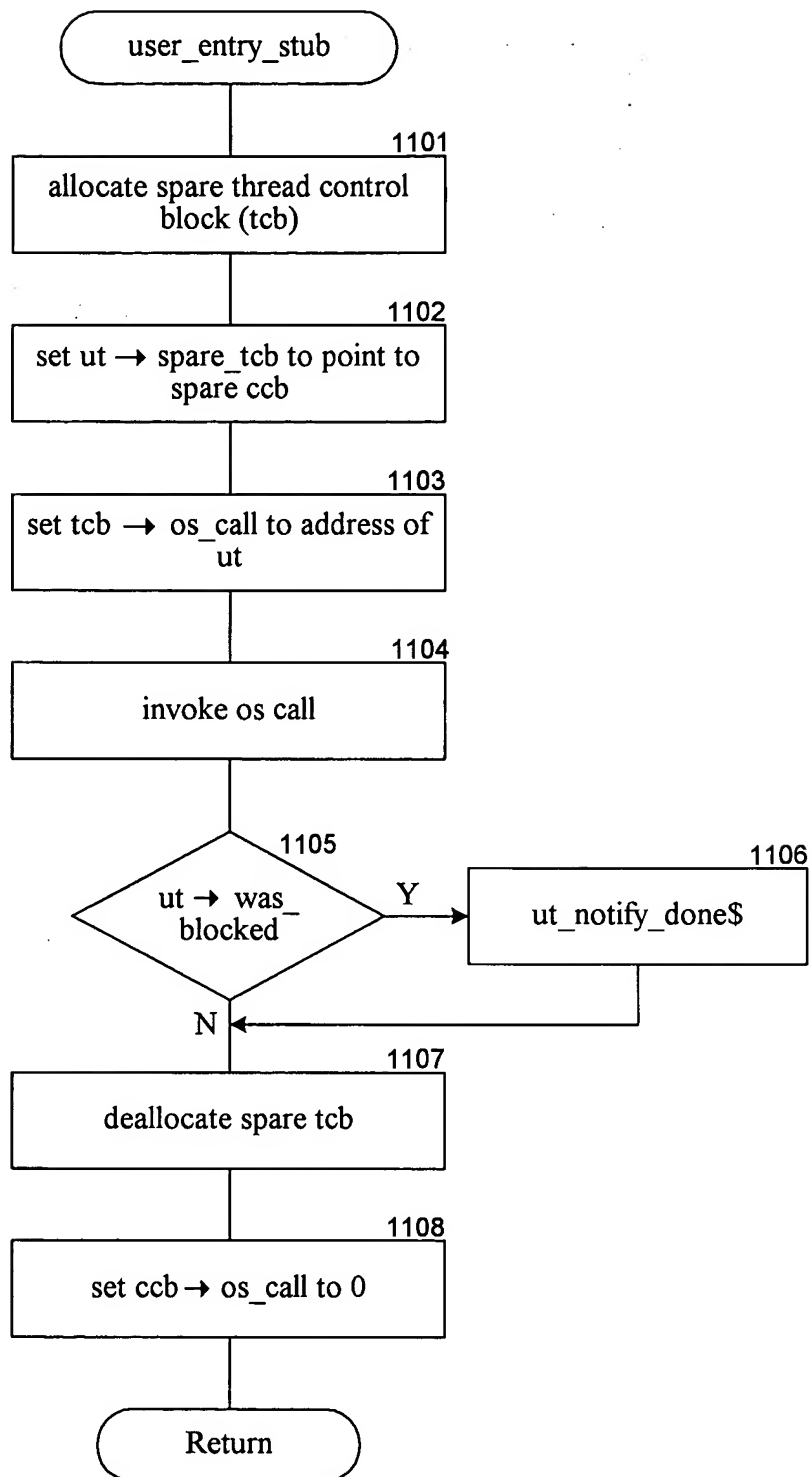 user_entry_stub
1101
allocate spare thread control
block (tcb)
1102
set ut → spare_tcb to point to
spare ccb
1103
set tcb → os_call to address of
ut
1104
invoke os call
1105
ut → was_
blocked
Y
1106
ut_notify_done$
N
1107
deallocate spare tcb
1108
set ccb → os_call to 0
Return